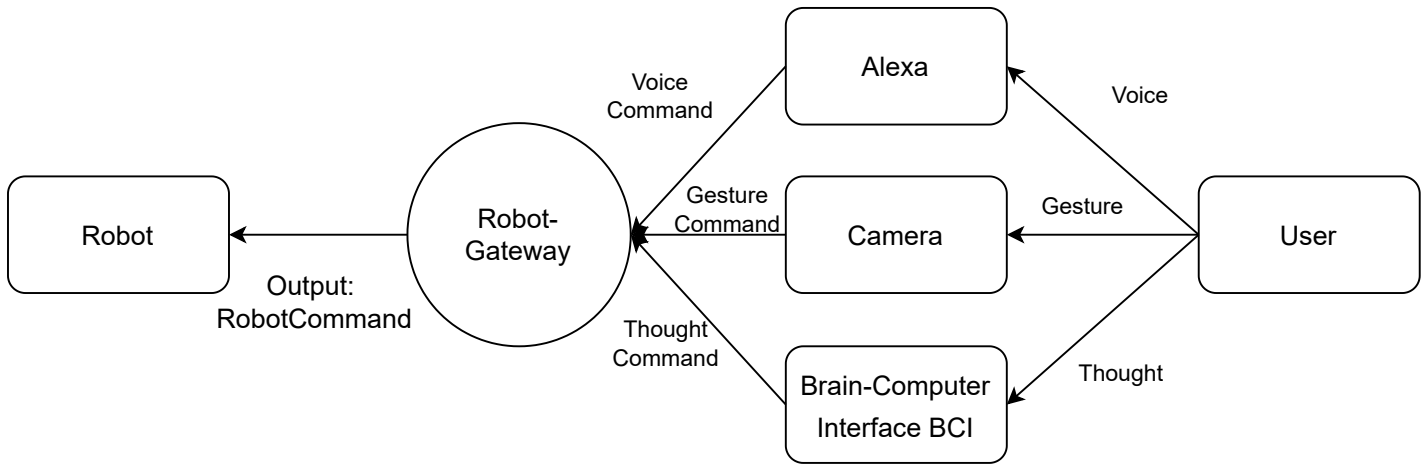 Alexa
Voice
Command
Voice
Robot
Output:
RobotCommand
Robot-
Gateway
Gesture
Command
Camera
Gesture
User
Thought
Command
Brain-Computer
Interface BCI
Thought